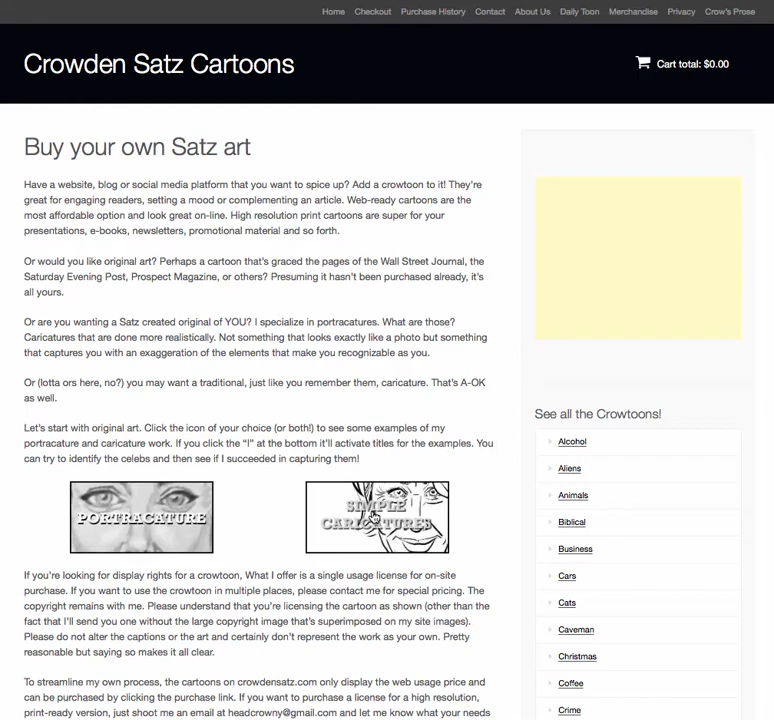 Home Checkout Purchase History Contact About Us Daily Toon Merchandise Privacy Crow's Prose
Crowden Satz Cartoons
Cart total: $0.00
Buy your own Satz art
Have a website, blog or social media platform that you want to spice up? Add a crowtoon to it! They're
great for engaging readers, setting a mood or complementing an article. Web-ready cartoons are the
most affordable option and look great on-line. High resolution print cartoons are super for your
presentations, e-books, newsletters, promotional material and so forth.
Or would you like original art? Perhaps a cartoon that's graced the pages of the Wall Street Journal, the
Saturday Evening Post, Prospect Magazine, or others? Presuming it hasn't been purchased already, it's
all yours.
Or are you wanting a Satz created original of YOU? I specialize in portracatures. What are those?
Caricatures that are done more realistically. Not something that looks exactly like a photo but something
that captures you with an exaggeration of the elements that make you recognizable as you.
Or (lotta ors here, no?) you may want a traditional, just like you remember them, caricature. That's A-OK
as well.
Let's start with original art. Click the icon of your choice (or both!) to see some examples of my
portracature and caricature work. If you click the "I" at the bottom it'll activate titles for the examples. You
can try to identify the celebs and then see if I succeeded in capturing them!
PORTRACATURE
SIMPLE
CARICATURES
If you're looking for display rights for a crowtoon, What I offer is a single usage license for on-site
purchase. If you want to use the crowtoon in multiple places, please contact me for special pricing. The
copyright remains with me. Please understand that you're licensing the cartoon as shown (other than the
fact that I'll send you one without the large copyright image that's superimposed on my site images).
Please do not alter the captions or the art and certainly don't represent the work as your own. Pretty
reasonable but saying so makes it all clear.
To streamline my own process, the cartoons on crowdensatz.com only display the web usage price and
can be purchased by clicking the purchase link. If you want to purchase a license for a high resolution,
print-ready version, just shoot me an email at headcrowny@gmail.com and let me know what your needs
See all the Crowtoons!
Alcohol
Aliens
Animals
Biblical
Business
Cars
Cats
Caveman
Christmas
Coffee
Crime